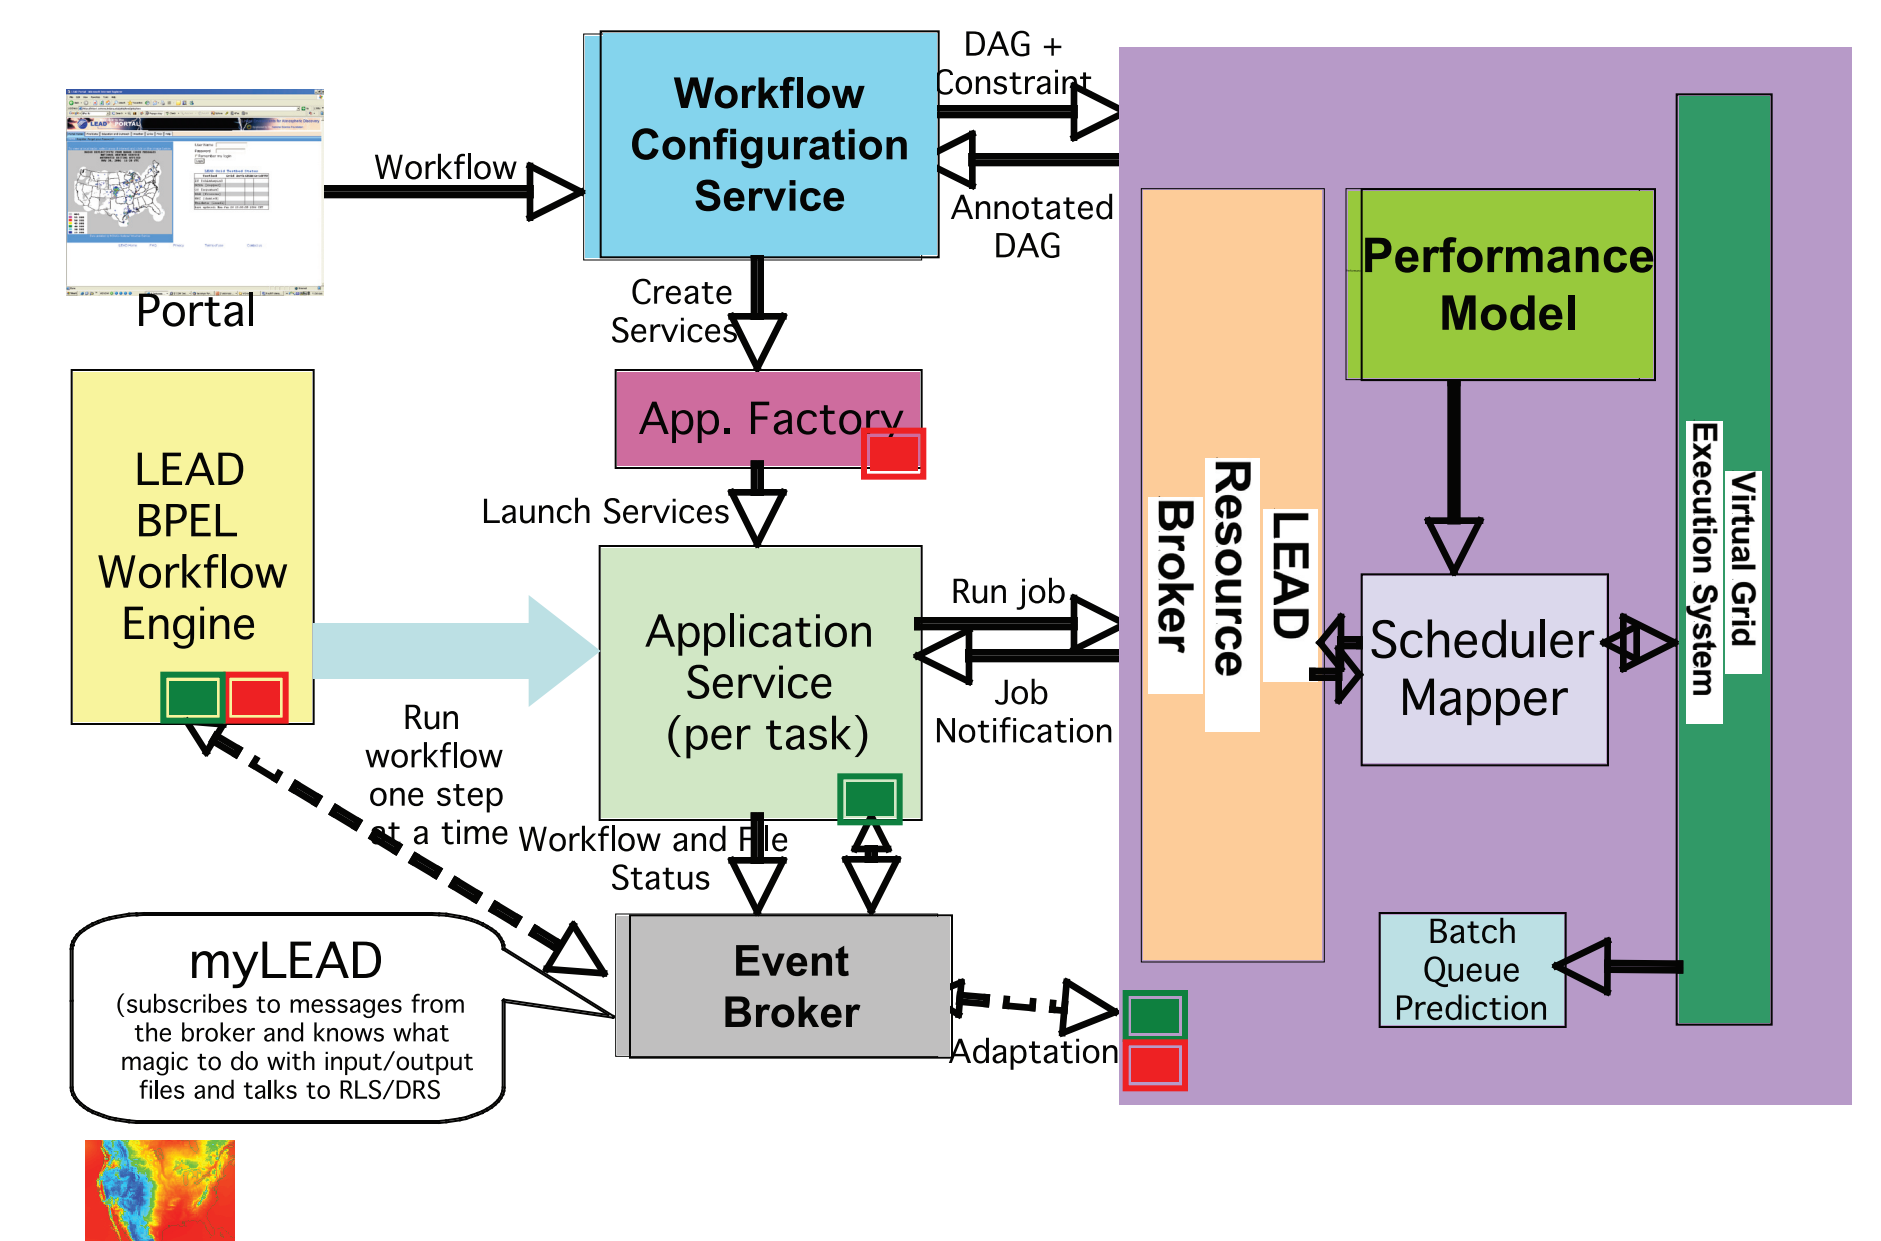 LEAD PORTAL
Portal
Workflow
Workflow
Configuration
Service
DAG +
Constraint
Annotated
DAG
Create
Services
App. Factory
Launch Services
LEAD
BPEL
Workflow
Engine
Application
Service
(per task)
Run job
Job
Notification
Run
workflow
one step
at a time
Workflow and File
Status
Event
Broker
Adaptation
myLEAD
(subscribes to messages from
the broker and knows what
magic to do with input/output
files and talks to RLS/DRS
LEAD
Resource
Broker
Performance
Model
Scheduler
Mapper
Virtual Grid
Execution System
Batch
Queue
Prediction